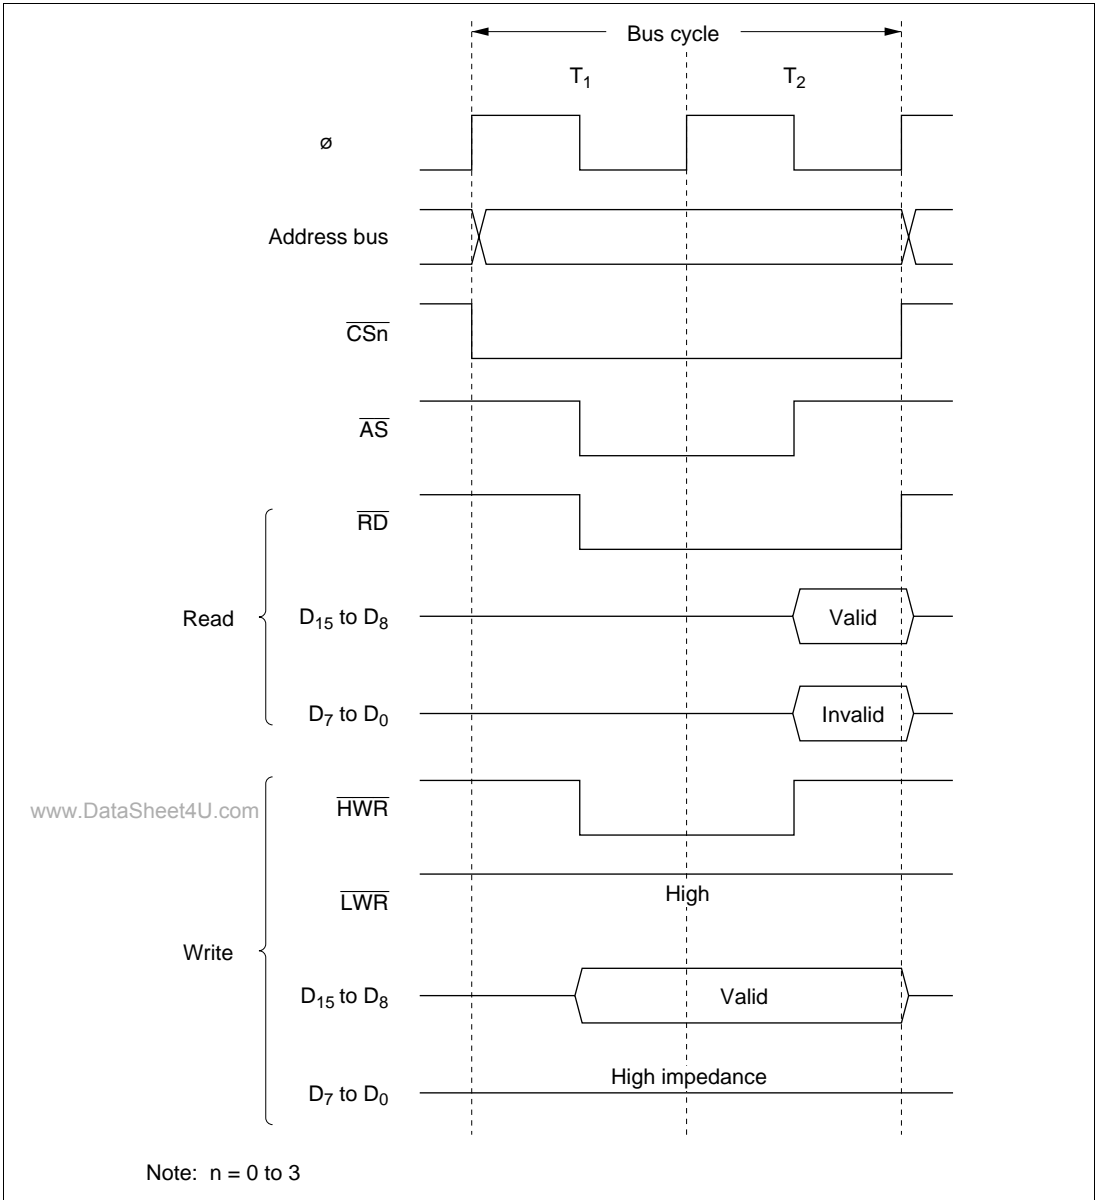 Bus cycle
T1 T2
ø
Address bus
CSn
AS
RD
Read
D15 to D8 Valid
D7 to D0 Invalid
www.DataSheet4U.com
HWR
LWR High
Write
D15 to D8 Valid
D7 to D0 High impedance
Note: n = 0 to 3